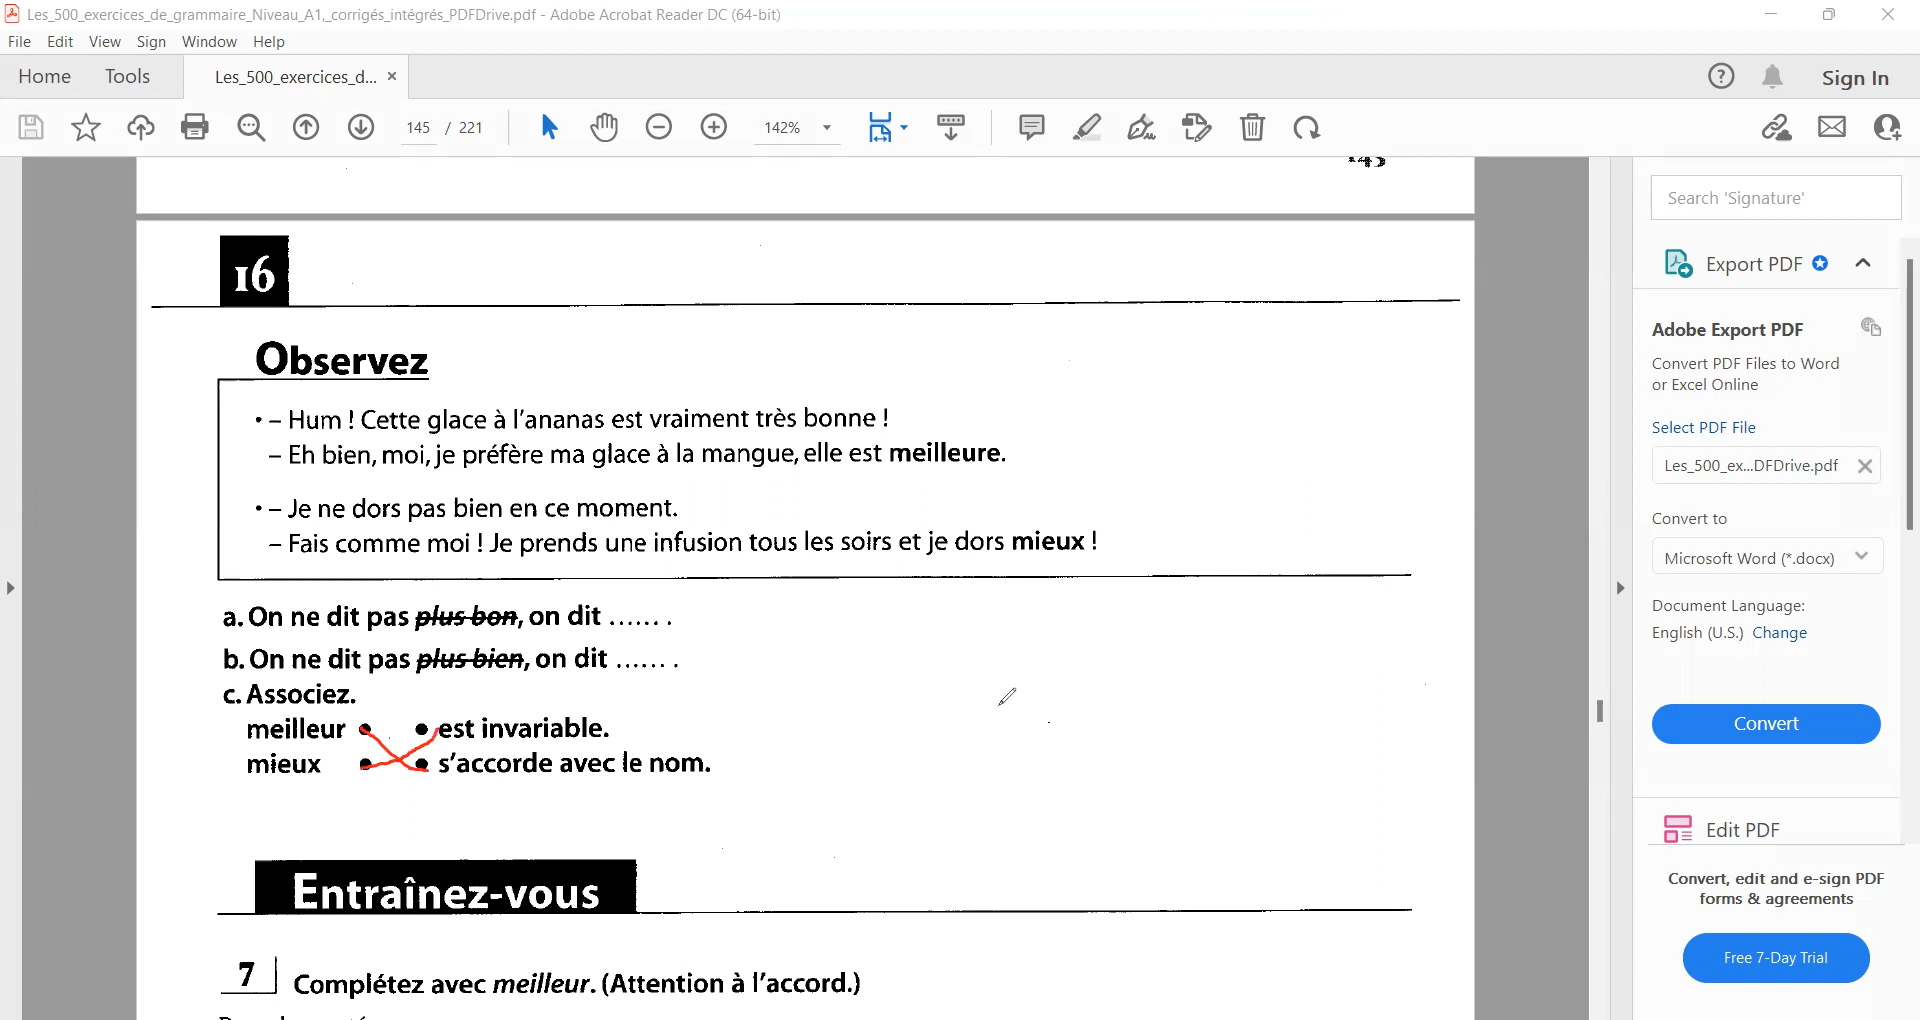 Les_500_exercices_de_grammaire_Niveau_A1,_corrigés_intégrés_PDFDrive.pdf - Adobe Acrobat Reader DC (64-bit)
File Edit View Sign Window Help
Home Tools Les_500_exercices_d... Sign In
145 / 221 142%
145
Search 'Signature'
16
Export PDF
Observez
Adobe Export PDF
Convert PDF Files to Word
or Excel Online
• – Hum ! Cette glace à l'ananas est vraiment très bonne !
– Eh bien, moi, je préfère ma glace à la mangue, elle est meilleure.
• – Je ne dors pas bien en ce moment.
– Fais comme moi ! Je prends une infusion tous les soirs et je dors mieux !
Select PDF File
Les_500_ex...DFDrive.pdf
Convert to
Microsoft Word (*.docx)
Document Language:
English (U.S.) Change
a. On ne dit pas plus bon, on dit .......
b. On ne dit pas plus bien, on dit .......
c. Associez.
meilleur • • est invariable.
mieux • • s'accorde avec le nom.
Convert
Edit PDF
Convert, edit and e-sign PDF
forms & agreements
Free 7-Day Trial
Entraînez-vous
7 Complétez avec meilleur. (Attention à l'accord.)